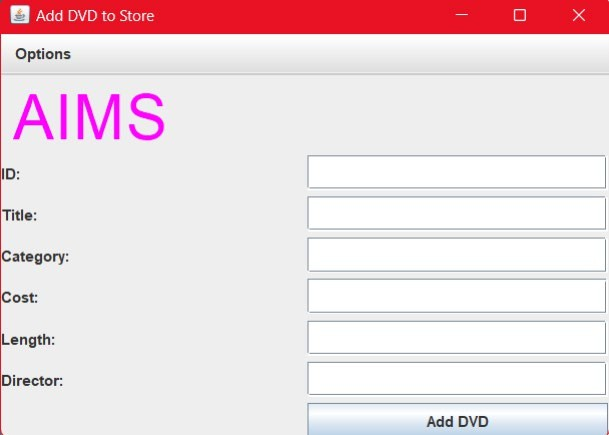 Add DVD to Store
Options
AIMS
ID:
Title:
Category:
Cost:
Length:
Director:
Add DVD